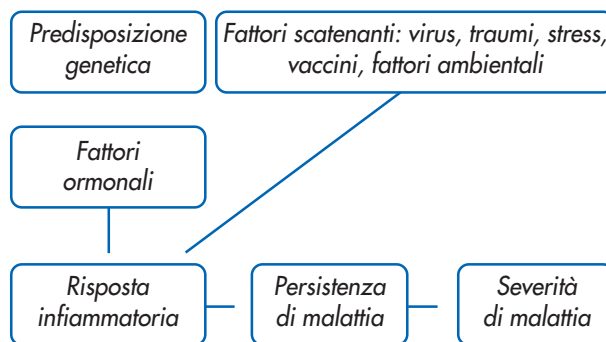 Predisposizione
genetica
Fattori scatenanti: virus, traumi, stress,
vaccini, fattori ambientali
Fattori
ormonali
Risposta
infiammatoria
Persistenza
di malattia
Severità
di malattia